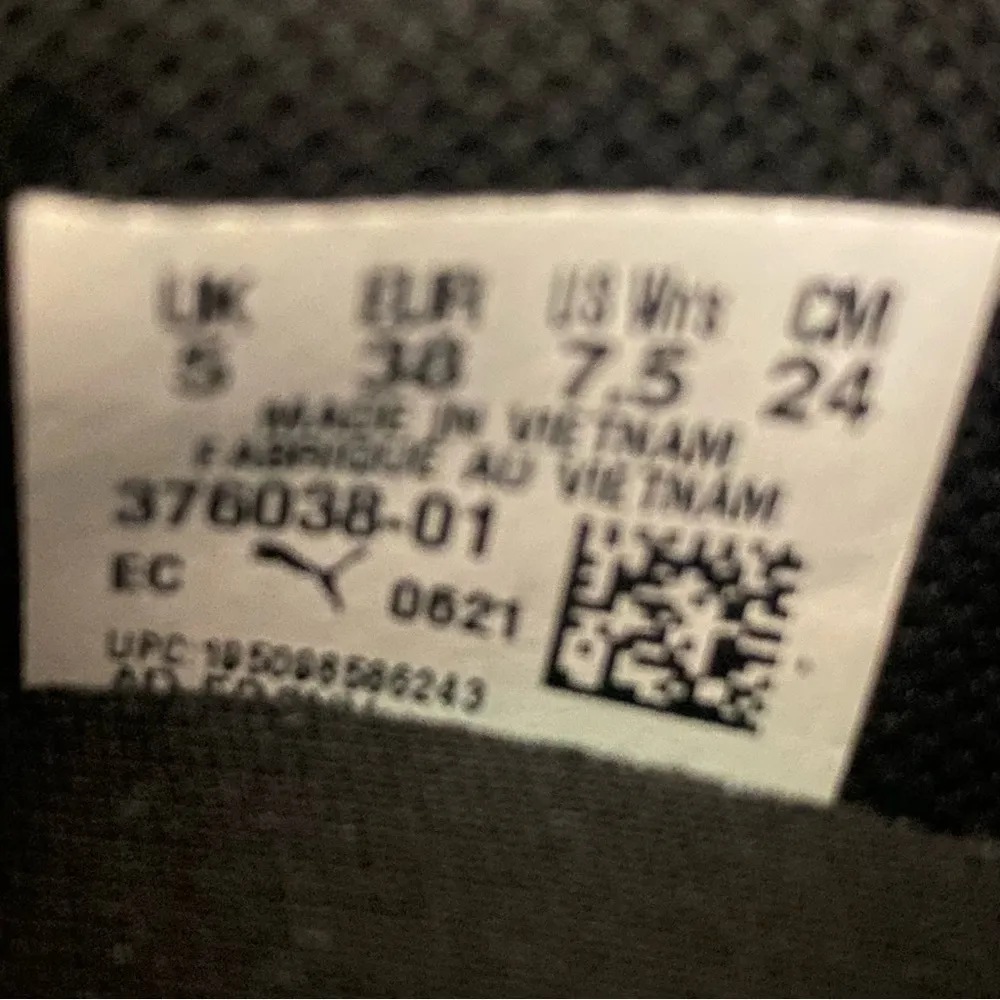 UK EUR US Wn's CM
5 38 7.5 24
MADE IN VIETNAM
FABRIQUE AU VIETNAM
376038-01
EC 0621
UPC:195098586243